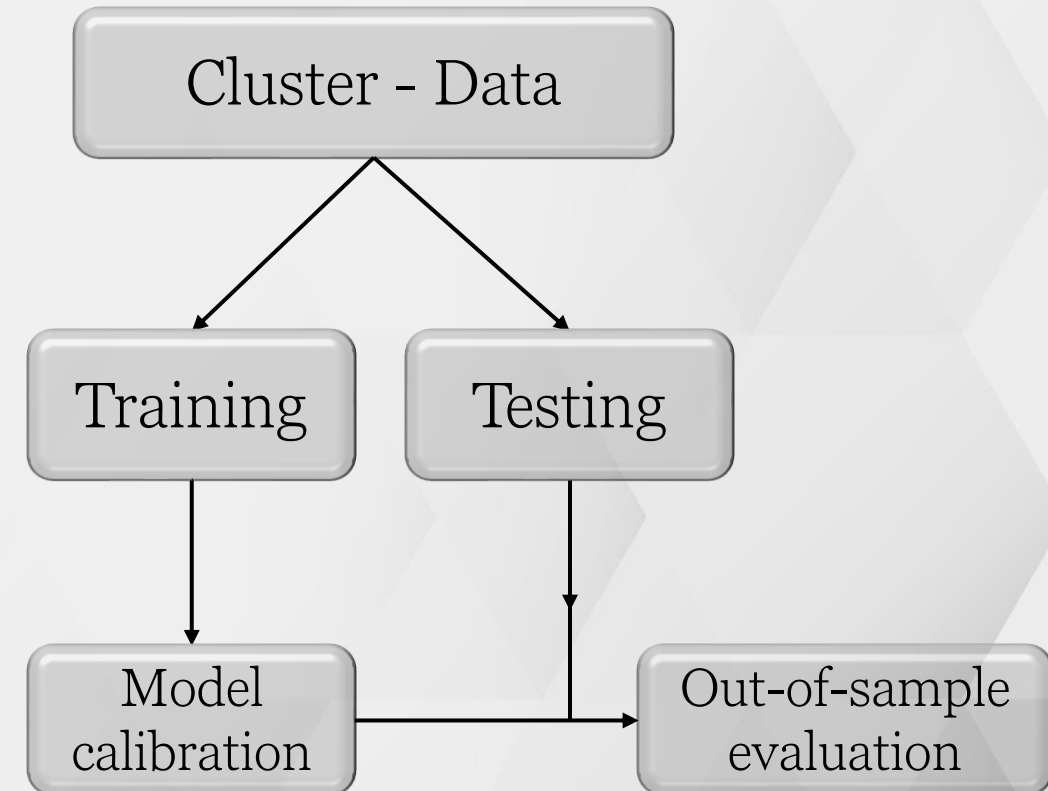 Cluster - Data
Training
Testing
Model
calibration
Out-of-sample
evaluation